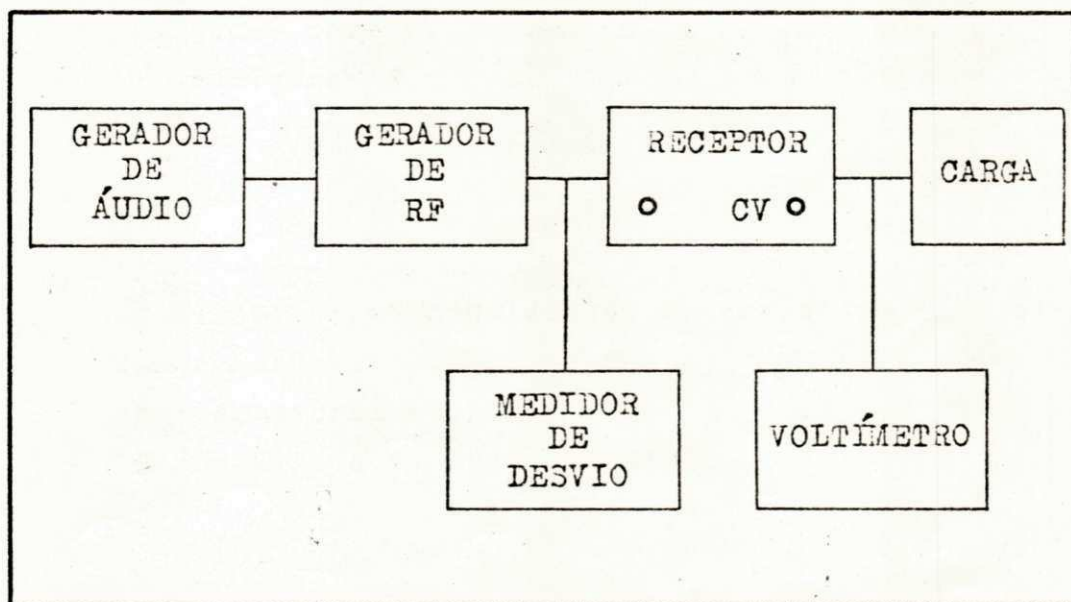 GERADOR
DE
ÁUDIO
GERADOR
DE
RF
RECEPTOR
CV
CARGA
MEDIDOR
DE
DESVIO
VOLTÍMETRO